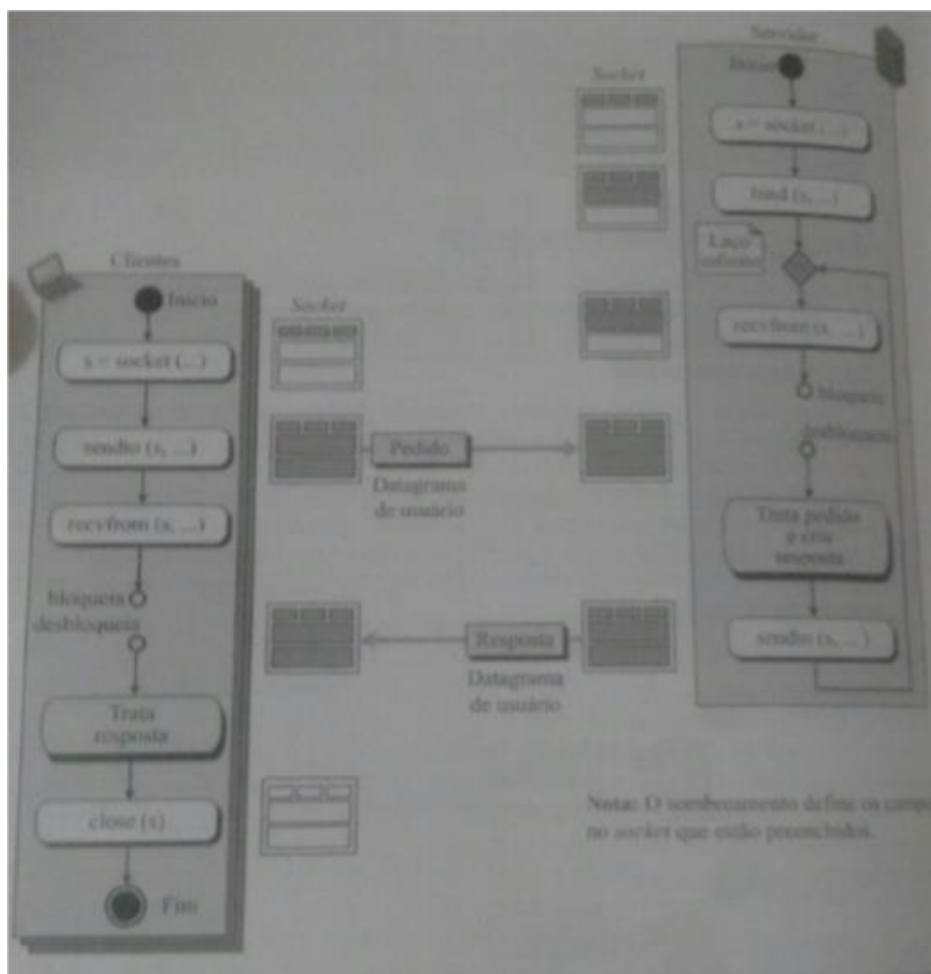 Servidor
Socket
Início
s = socket (...)
bind (s, ...)
Laço
infinito
recvfrom (s, ...)
bloqueia
desbloqueia
Trata pedido
e cria
resposta
sendto (s, ...)
Clientes
Início
Socket
s = socket (...)
sendto (s, ...)
recvfrom (s, ...)
bloqueia
desbloqueia
Trata
resposta
close (s)
Fim
Pedido
Datagrama
de usuário
Resposta
Datagrama
de usuário
Nota: O sombreamento define os
no socket que estão preenchidos.